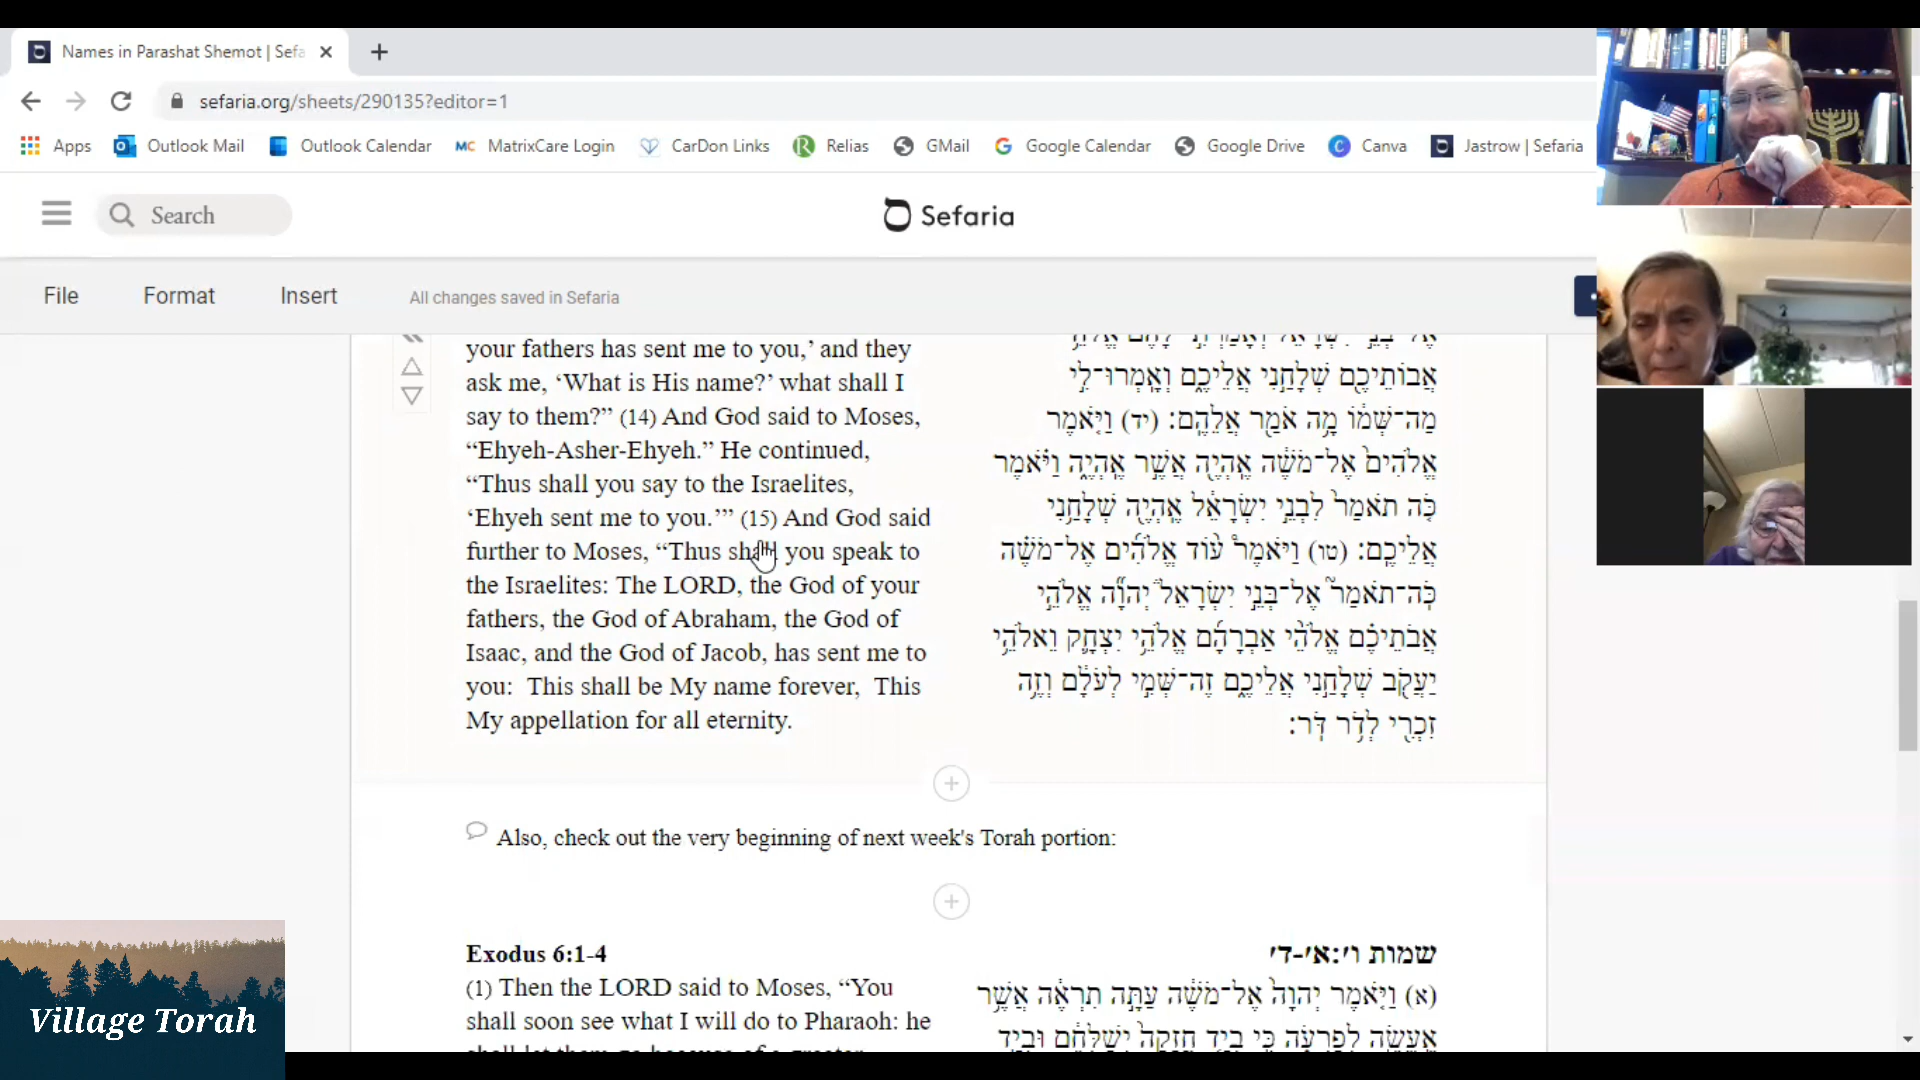 Names in Parashat Shemot | Sefa
sefaria.org/sheets/290135?editor=1
Apps
Outlook Mail
Outlook Calendar
MC MatrixCare Login
CarDon Links
R Relias
GMail
Google Calendar
Google Drive
Canva
Jastrow | Sefaria
Search
Sefaria
File
Format
Insert
All changes saved in Sefaria
your fathers has sent me to you,’ and they
ask me, ‘What is His name?’ what shall I
say to them?” (14) And God said to Moses,
“Ehyeh-Asher-Ehyeh.” He continued,
“Thus shall you say to the Israelites,
‘Ehyeh sent me to you.’” (15) And God said
further to Moses, “Thus shall you speak to
the Israelites: The LORD, the God of your
fathers, the God of Abraham, the God of
Isaac, and the God of Jacob, has sent me to
you: This shall be My name forever, This
My appellation for all eternity.
אֲבוֹתֵיכֶם֮ שְׁלָחַ֣נִי אֲלֵיכֶם֒ וְאָֽמְרוּ־לִ֣י
מַה־שְּׁמ֔וֹ מָ֥ה אֹמַ֖ר אֲלֵהֶֽם׃ (יד) וַיֹּ֤אמֶר
אֱלֹהִים֙ אֶל־מֹשֶׁ֔ה אֶֽהְיֶ֖ה אֲשֶׁ֣ר אֶֽהְיֶ֑ה וַיֹּ֗אמֶר
כֹּ֤ה תֹאמַר֙ לִבְנֵ֣י יִשְׂרָאֵ֔ל אֶֽהְיֶ֖ה שְׁלָחַ֥נִי
אֲלֵיכֶֽם׃ (טו) וַיֹּאמֶר֩ ע֨וֹד אֱלֹהִ֜ים אֶל־מֹשֶׁ֗ה
כֹּֽה־תֹאמַר֮ אֶל־בְּנֵ֣י יִשְׂרָאֵל֒ יְהוָ֞ה אֱלֹהֵ֣י
אֲבֹתֵיכֶ֗ם אֱלֹהֵ֨י אַבְרָהָ֜ם אֱלֹהֵ֥י יִצְחָ֛ק וֵאלֹהֵ֥י
יַעֲקֹ֖ב שְׁלָחַ֣נִי אֲלֵיכֶ֑ם זֶה־שְּׁמִ֣י לְעֹלָ֔ם וְזֶ֥ה
זִכְרִ֖י לְדֹ֥ר דֹּֽר׃
Also, check out the very beginning of next week's Torah portion:
Exodus 6:1-4
(1) Then the LORD said to Moses, “You
shall soon see what I will do to Pharaoh: he
שמות ו׳:א׳-ד׳
(א) וַיֹּ֤אמֶר יְהוָה֙ אֶל־מֹשֶׁ֔ה עַתָּ֣ה תִרְאֶ֔ה אֲשֶׁ֥ר
אֶֽעֱשֶׂ֖ה לְפַרְעֹ֑ה כִּ֣י בְיָ֤ד חֲזָקָה֙ יְשַׁלְּחֵ֔ם וּבְיָ֣ד
Village Torah